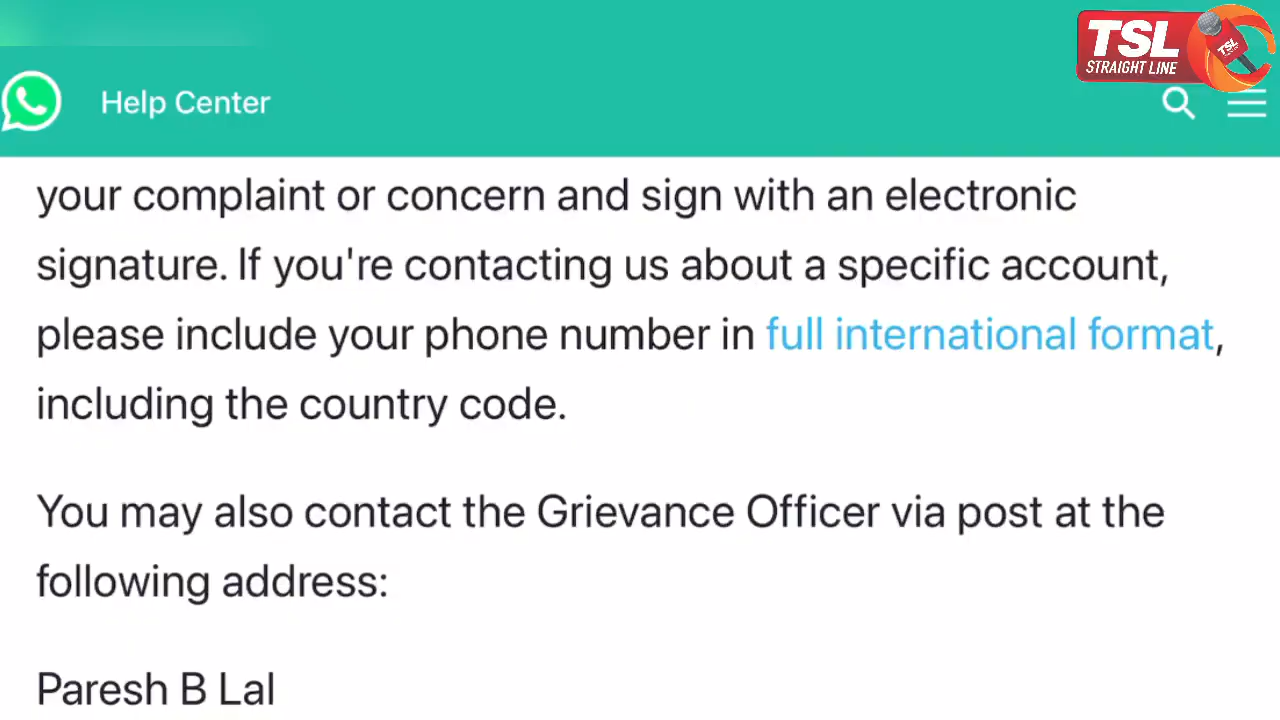 TSL
STRAIGHT LINE
TSL
Help Center
your complaint or concern and sign with an electronic
signature. If you're contacting us about a specific account,
please include your phone number in full international format,
including the country code.
You may also contact the Grievance Officer via post at the
following address:
Paresh B Lal